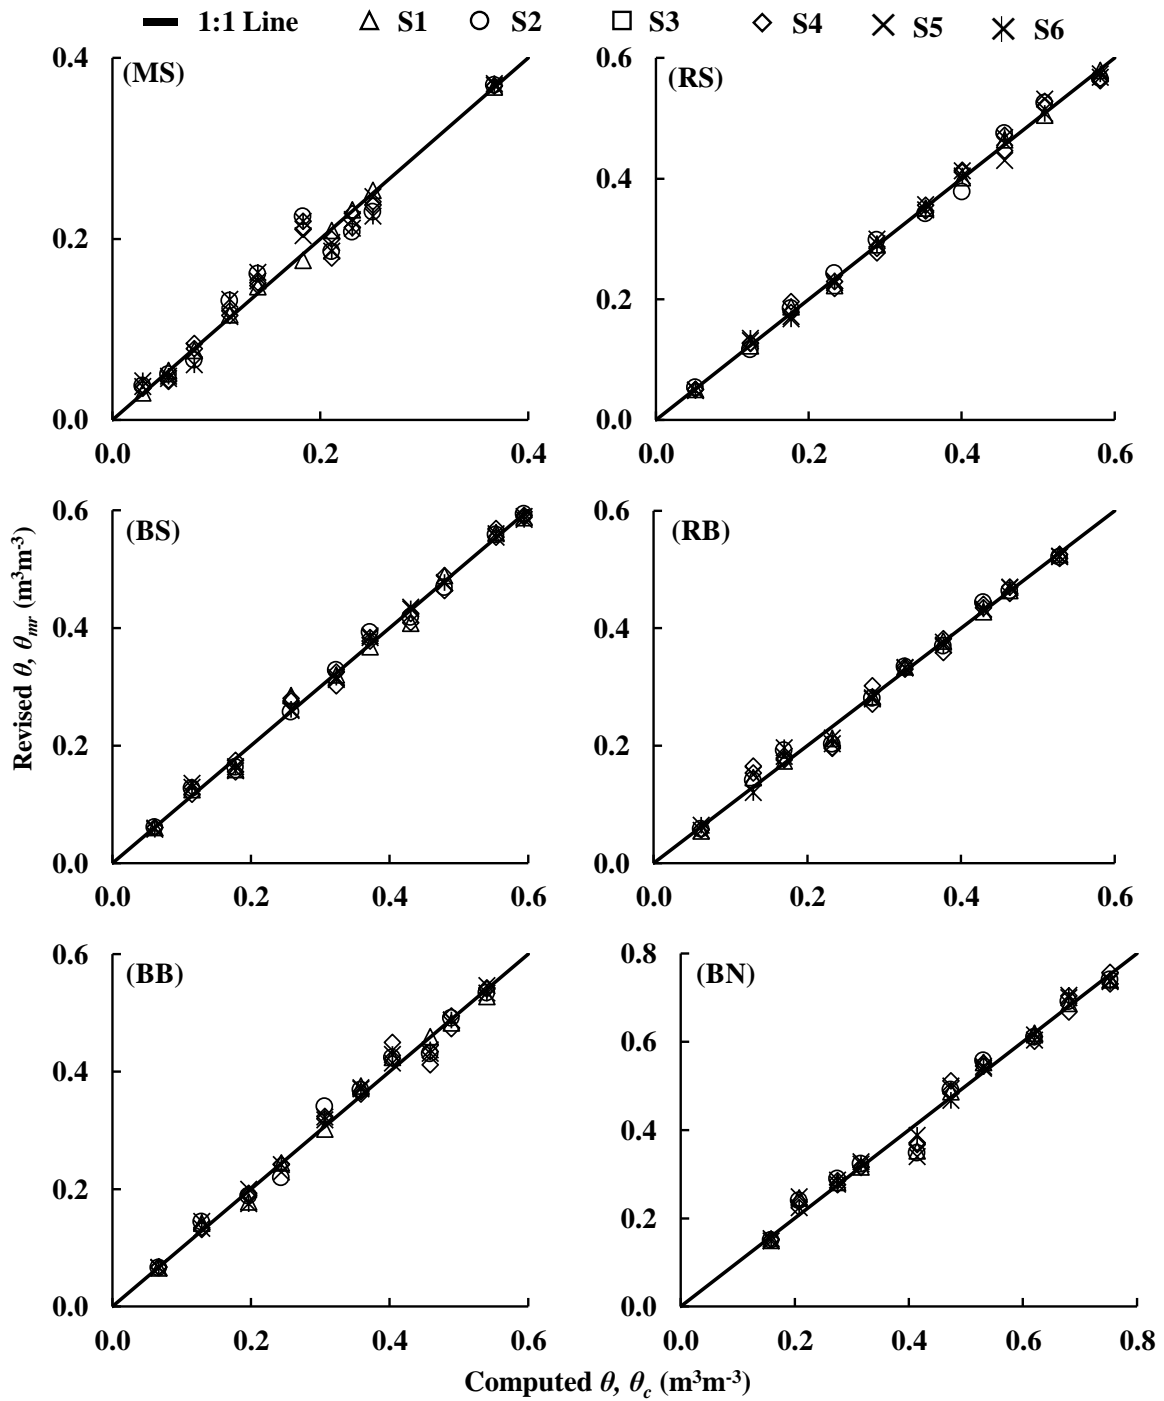 1:1 Line S1 S2 S3 S4 S5 S6
(MS) (RS)
0.4 0.6
0.4
0.2
0.2
0.0 0.0
0.0 0.2 0.4 0.0 0.2 0.4 0.6
(BS) (RB)
0.6 0.6
0.4 0.4
0.2 0.2
0.0 0.0
0.0 0.2 0.4 0.6 0.0 0.2 0.4 0.6
Revised θ, θmr (m³m⁻³)
(BB) (BN)
0.6 0.8
0.6
0.4
0.4
0.2
0.2
0.0 0.0
0.0 0.2 0.4 0.6 0.0 0.2 0.4 0.6 0.8
Computed θ, θc (m³m⁻³)